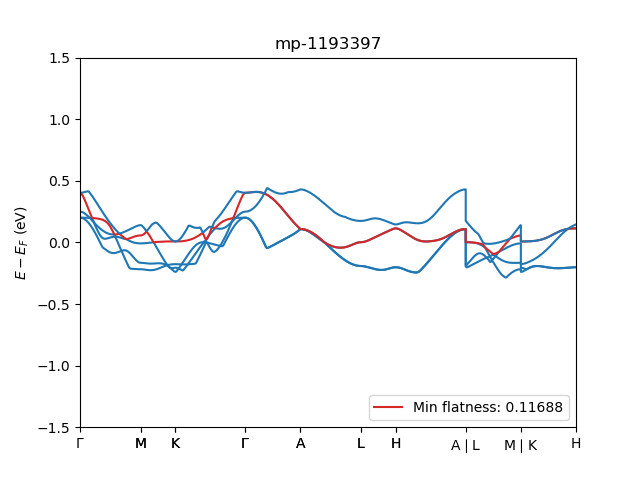 mp-1193397
1.5
1.0
0.5
0.0
−0.5
−1.0
−1.5
E − E_F (eV)
Min flatness: 0.11688
Γ M K Γ A L H A | L M | K H